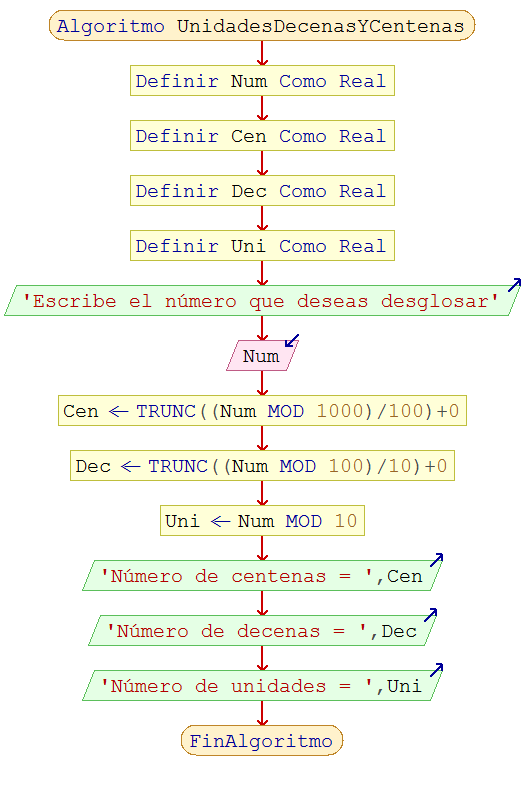 Algoritmo UnidadesDecenasYCentenas
Definir Num Como Real
Definir Cen Como Real
Definir Dec Como Real
Definir Uni Como Real
'Escribe el número que deseas desglosar'
Num
Cen ← TRUNC((Num MOD 1000)/100)+0
Dec ← TRUNC((Num MOD 100)/10)+0
Uni ← Num MOD 10
'Número de centenas = ',Cen
'Número de decenas = ',Dec
'Número de unidades = ',Uni
FinAlgoritmo